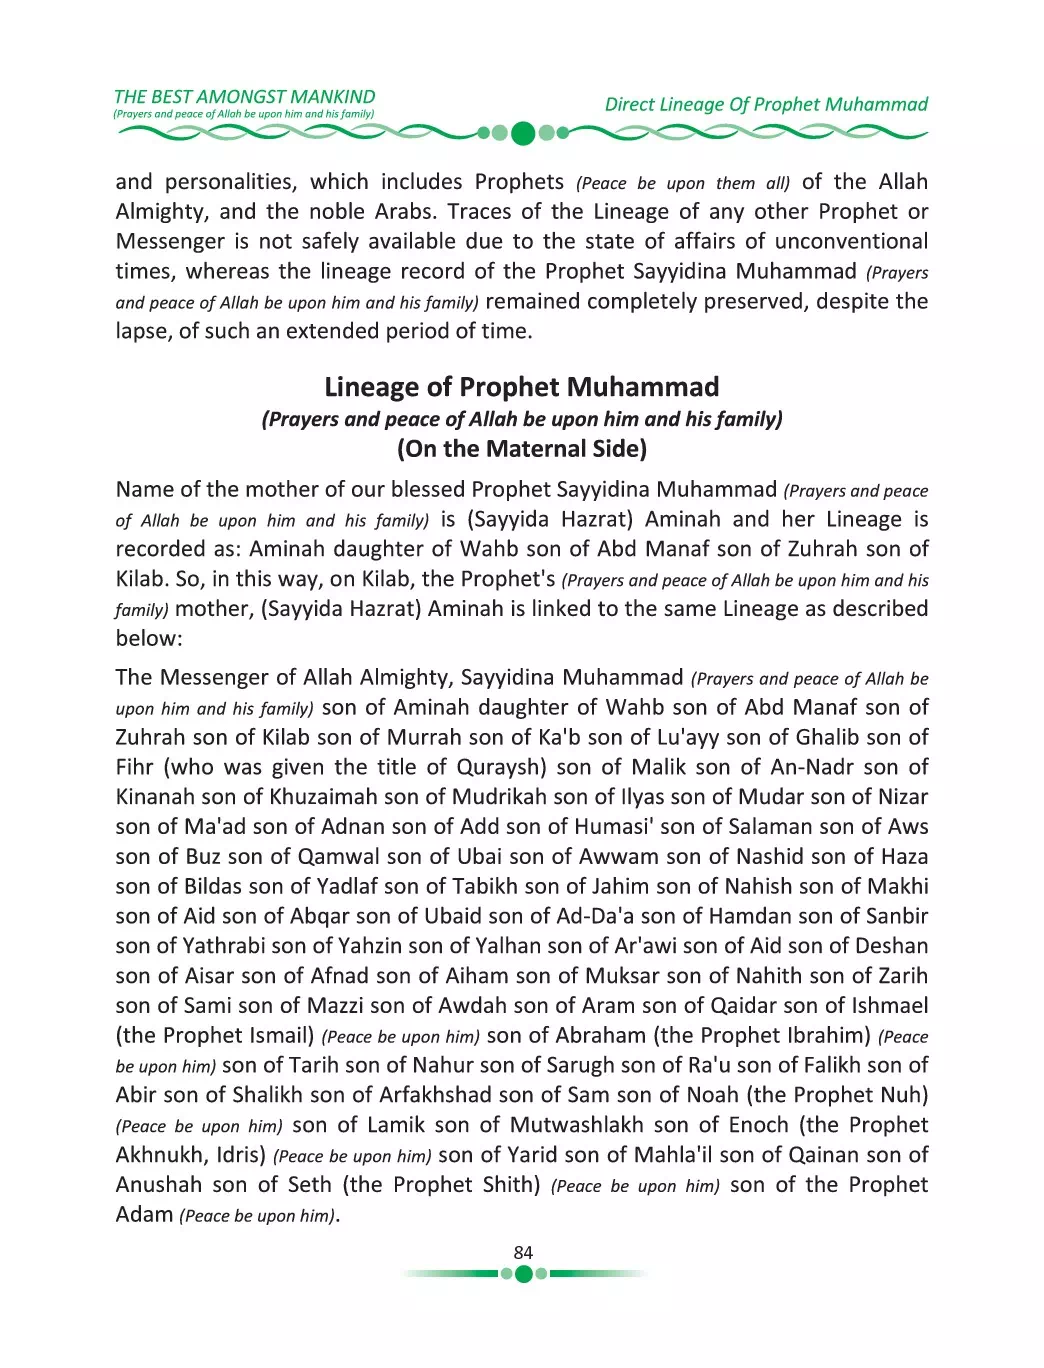 THE BEST AMONGST MANKIND
(Prayers and peace of Allah be upon him and his family)
Direct Lineage Of Prophet Muhammad
and personalities, which includes Prophets (Peace be upon them all) of the Allah
Almighty, and the noble Arabs. Traces of the Lineage of any other Prophet or
Messenger is not safely available due to the state of affairs of unconventional
times, whereas the lineage record of the Prophet Sayyidina Muhammad (Prayers
and peace of Allah be upon him and his family) remained completely preserved, despite the
lapse, of such an extended period of time.
Lineage of Prophet Muhammad
(Prayers and peace of Allah be upon him and his family)
(On the Maternal Side)
Name of the mother of our blessed Prophet Sayyidina Muhammad (Prayers and peace
of Allah be upon him and his family) is (Sayyida Hazrat) Aminah and her Lineage is
recorded as: Aminah daughter of Wahb son of Abd Manaf son of Zuhrah son of
Kilab. So, in this way, on Kilab, the Prophet's (Prayers and peace of Allah be upon him and his
family) mother, (Sayyida Hazrat) Aminah is linked to the same Lineage as described
below:
The Messenger of Allah Almighty, Sayyidina Muhammad (Prayers and peace of Allah be
upon him and his family) son of Aminah daughter of Wahb son of Abd Manaf son of
Zuhrah son of Kilab son of Murrah son of Ka'b son of Lu'ayy son of Ghalib son of
Fihr (who was given the title of Quraysh) son of Malik son of An-Nadr son of
Kinanah son of Khuzaimah son of Mudrikah son of Ilyas son of Mudar son of Nizar
son of Ma'ad son of Adnan son of Add son of Humasi' son of Salaman son of Aws
son of Buz son of Qamwal son of Ubai son of Awwam son of Nashid son of Haza
son of Bildas son of Yadlaf son of Tabikh son of Jahim son of Nahish son of Makhi
son of Aid son of Abqar son of Ubaid son of Ad-Da'a son of Hamdan son of Sanbir
son of Yathrabi son of Yahzin son of Yalhan son of Ar'awi son of Aid son of Deshan
son of Aisar son of Afnad son of Aiham son of Muksar son of Nahith son of Zarih
son of Sami son of Mazzi son of Awdah son of Aram son of Qaidar son of Ishmael
(the Prophet Ismail) (Peace be upon him) son of Abraham (the Prophet Ibrahim) (Peace
be upon him) son of Tarih son of Nahur son of Sarugh son of Ra'u son of Falikh son of
Abir son of Shalikh son of Arfakhshad son of Sam son of Noah (the Prophet Nuh)
(Peace be upon him) son of Lamik son of Mutwashlakh son of Enoch (the Prophet
Akhnukh, Idris) (Peace be upon him) son of Yarid son of Mahla'il son of Qainan son of
Anushah son of Seth (the Prophet Shith) (Peace be upon him) son of the Prophet
Adam (Peace be upon him).
84